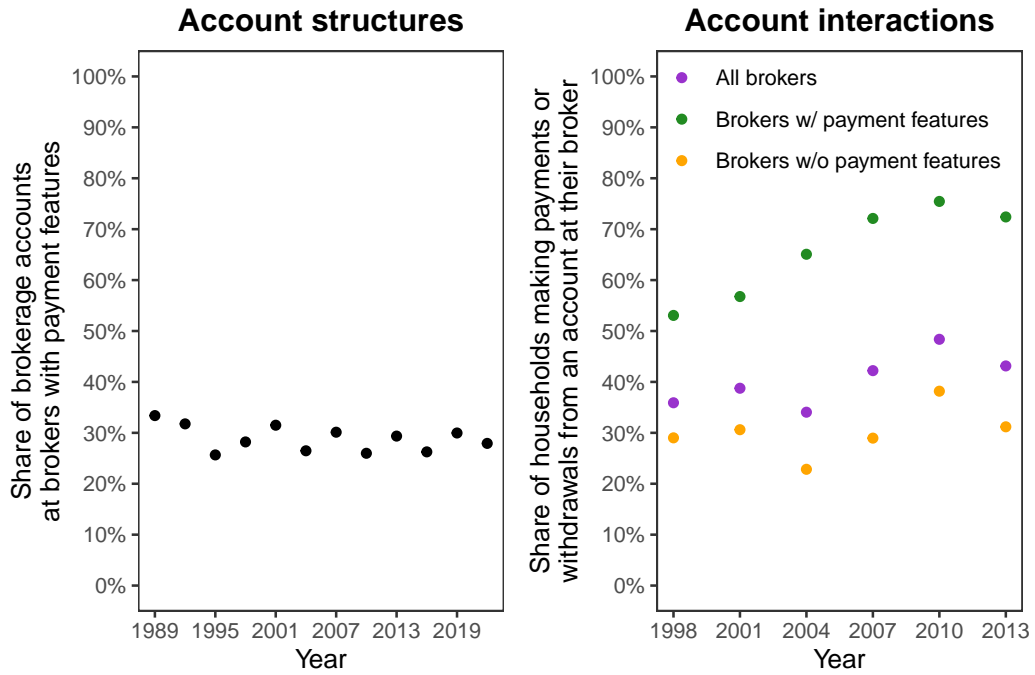 Account structures
Share of brokerage accounts
at brokers with payment features
100%
90%
80%
70%
60%
50%
40%
30%
20%
10%
0%
1989 1995 2001 2007 2013 2019
Year
Account interactions
Share of households making payments or
withdrawals from an account at their broker
100%
90%
80%
70%
60%
50%
40%
30%
20%
10%
0%
All brokers
Brokers w/ payment features
Brokers w/o payment features
1998 2001 2004 2007 2010 2013
Year